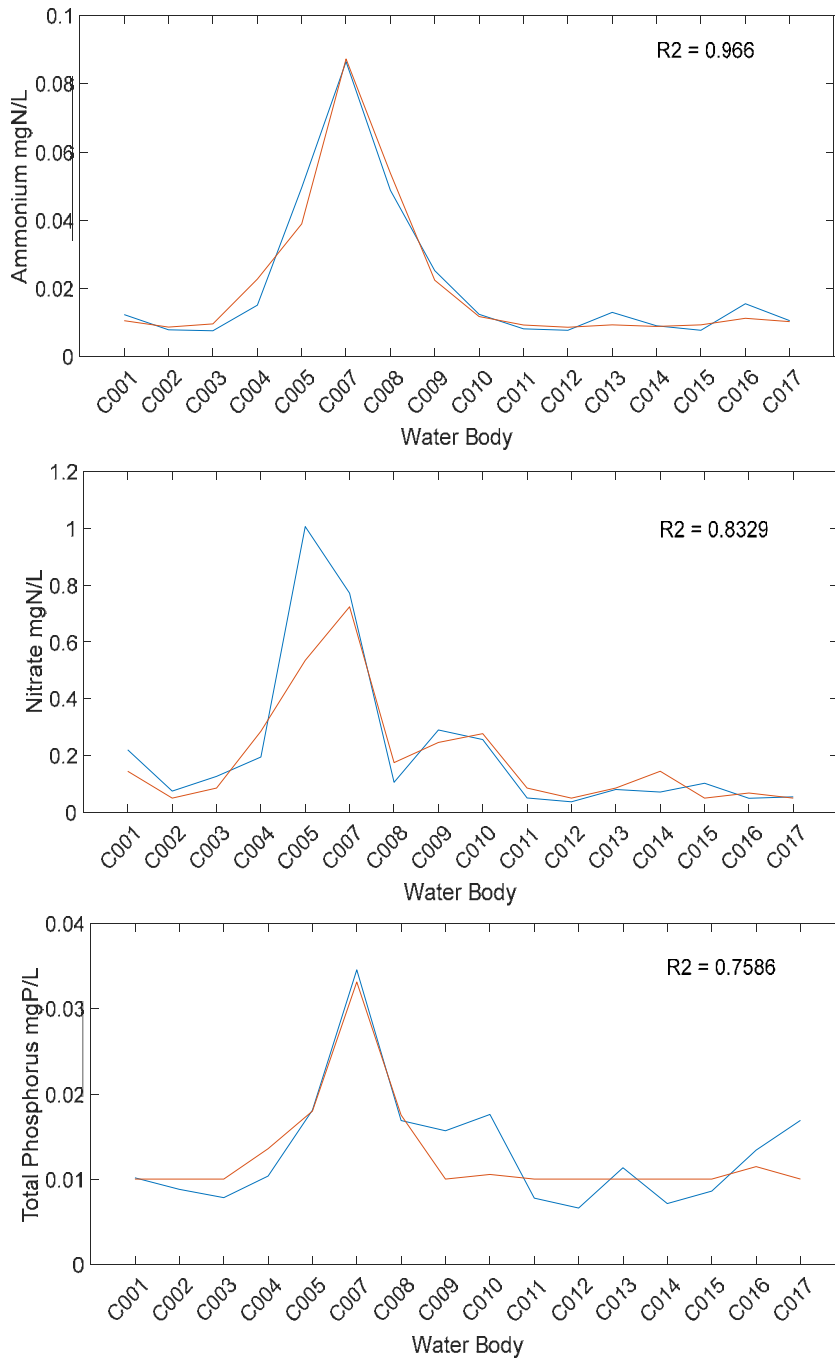 0.1
0.08
0.06
0.04
0.02
0
Ammonium mgN/L
R2 = 0.966
C001 C002 C003 C004 C005 C007 C008 C009 C010 C011 C012 C013 C014 C015 C016 C017
Water Body
1.2
1
0.8
0.6
0.4
0.2
0
Nitrate mgN/L
R2 = 0.8329
C001 C002 C003 C004 C005 C007 C008 C009 C010 C011 C012 C013 C014 C015 C016 C017
Water Body
0.04
0.03
0.02
0.01
0
Total Phosphorus mgP/L
R2 = 0.7586
C001 C002 C003 C004 C005 C007 C008 C009 C010 C011 C012 C013 C014 C015 C016 C017
Water Body